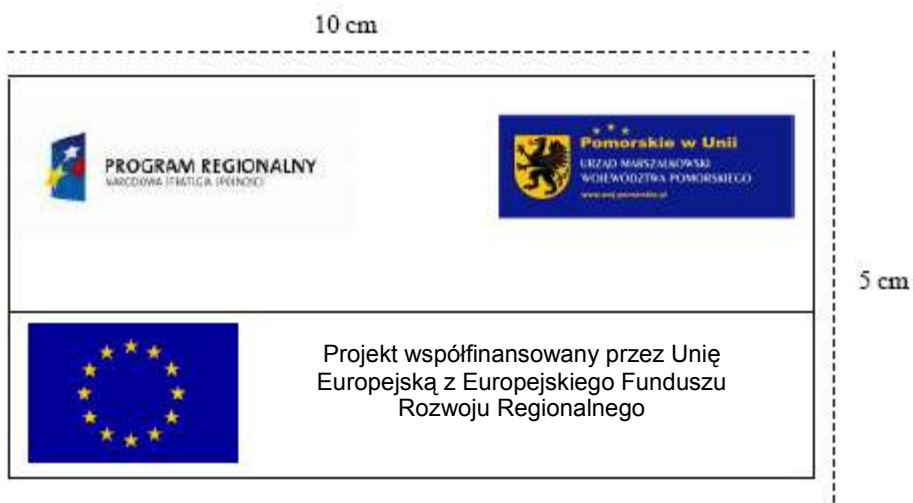 10 cm
PROGRAM REGIONALNY
NARODOWA STRATEGIA SPÓJNOŚCI
Pomorskie w Unii
URZĄD MARSZAŁKOWSKI
WOJEWÓDZTWA POMORSKIEGO
5 cm
Projekt współfinansowany przez Unię
Europejską z Europejskiego Funduszu
Rozwoju Regionalnego